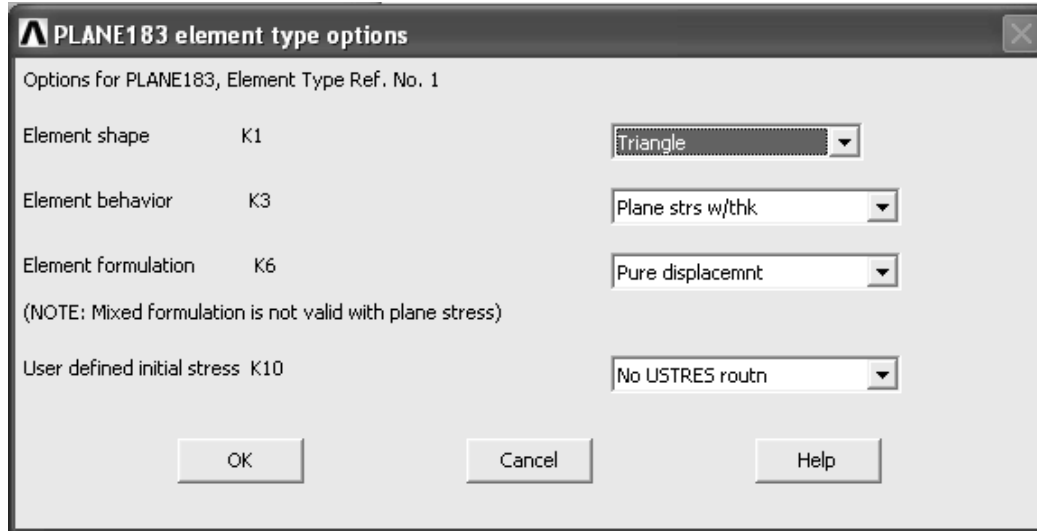 PLANE183 element type options
Options for PLANE183, Element Type Ref. No. 1
Element shape K1 Triangle
Element behavior K3 Plane strs w/thk
Element formulation K6 Pure displacemnt
(NOTE: Mixed formulation is not valid with plane stress)
User defined initial stress K10 No USTRES routn
OK Cancel Help